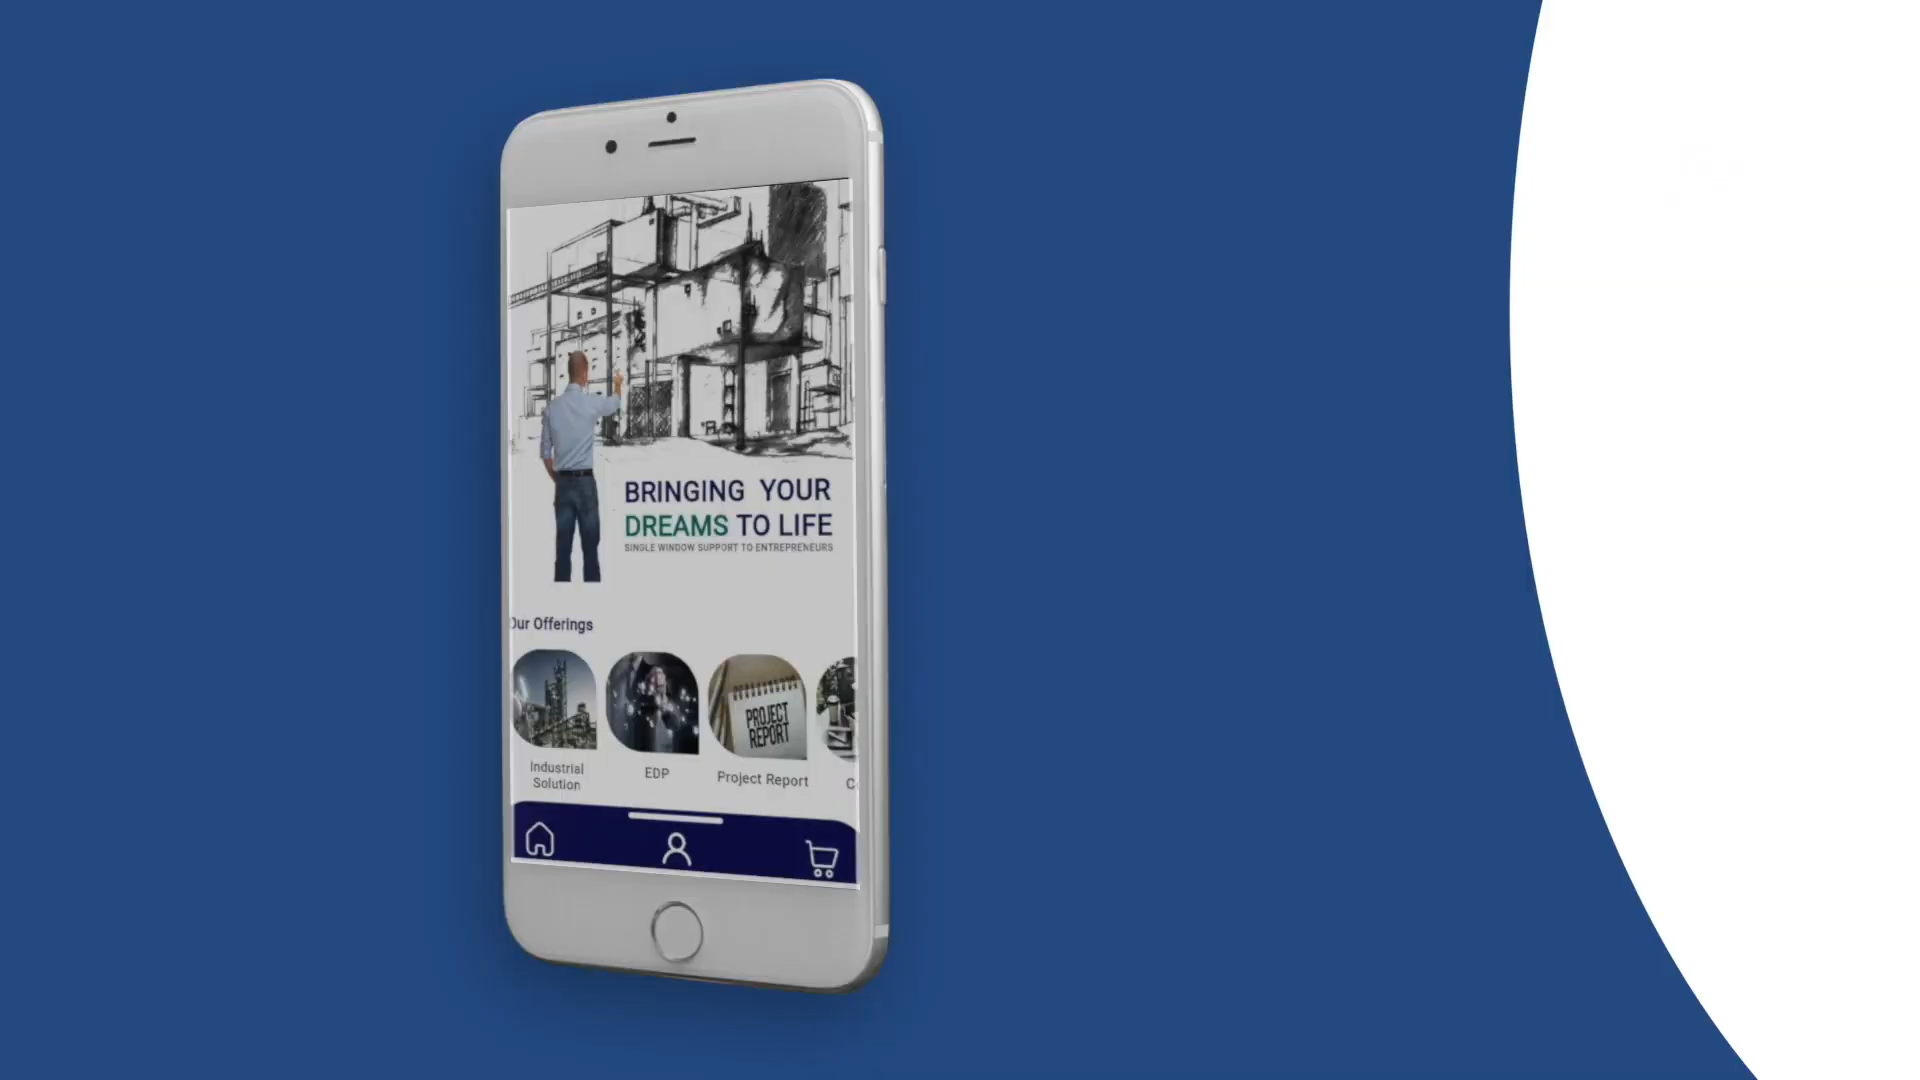 BRINGING YOUR
DREAMS TO LIFE
SINGLE WINDOW SUPPORT TO ENTREPRENEURS
Our Offerings
PROJECT
REPORT
Industrial
Solution
EDP
Project Report